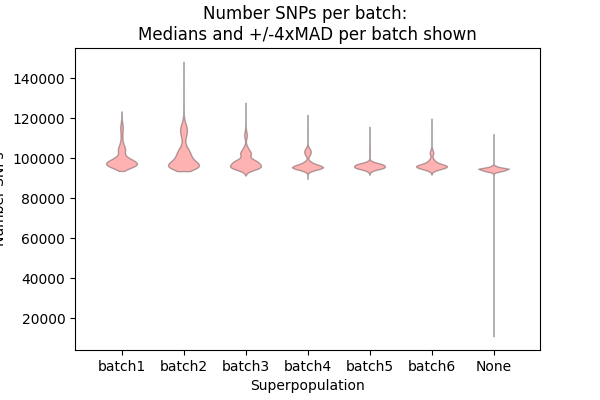 Number SNPs per batch:
Medians and +/-4xMAD per batch shown
140000
120000
100000
80000
60000
40000
20000
Number SNPs
batch1 batch2 batch3 batch4 batch5 batch6 None
Superpopulation